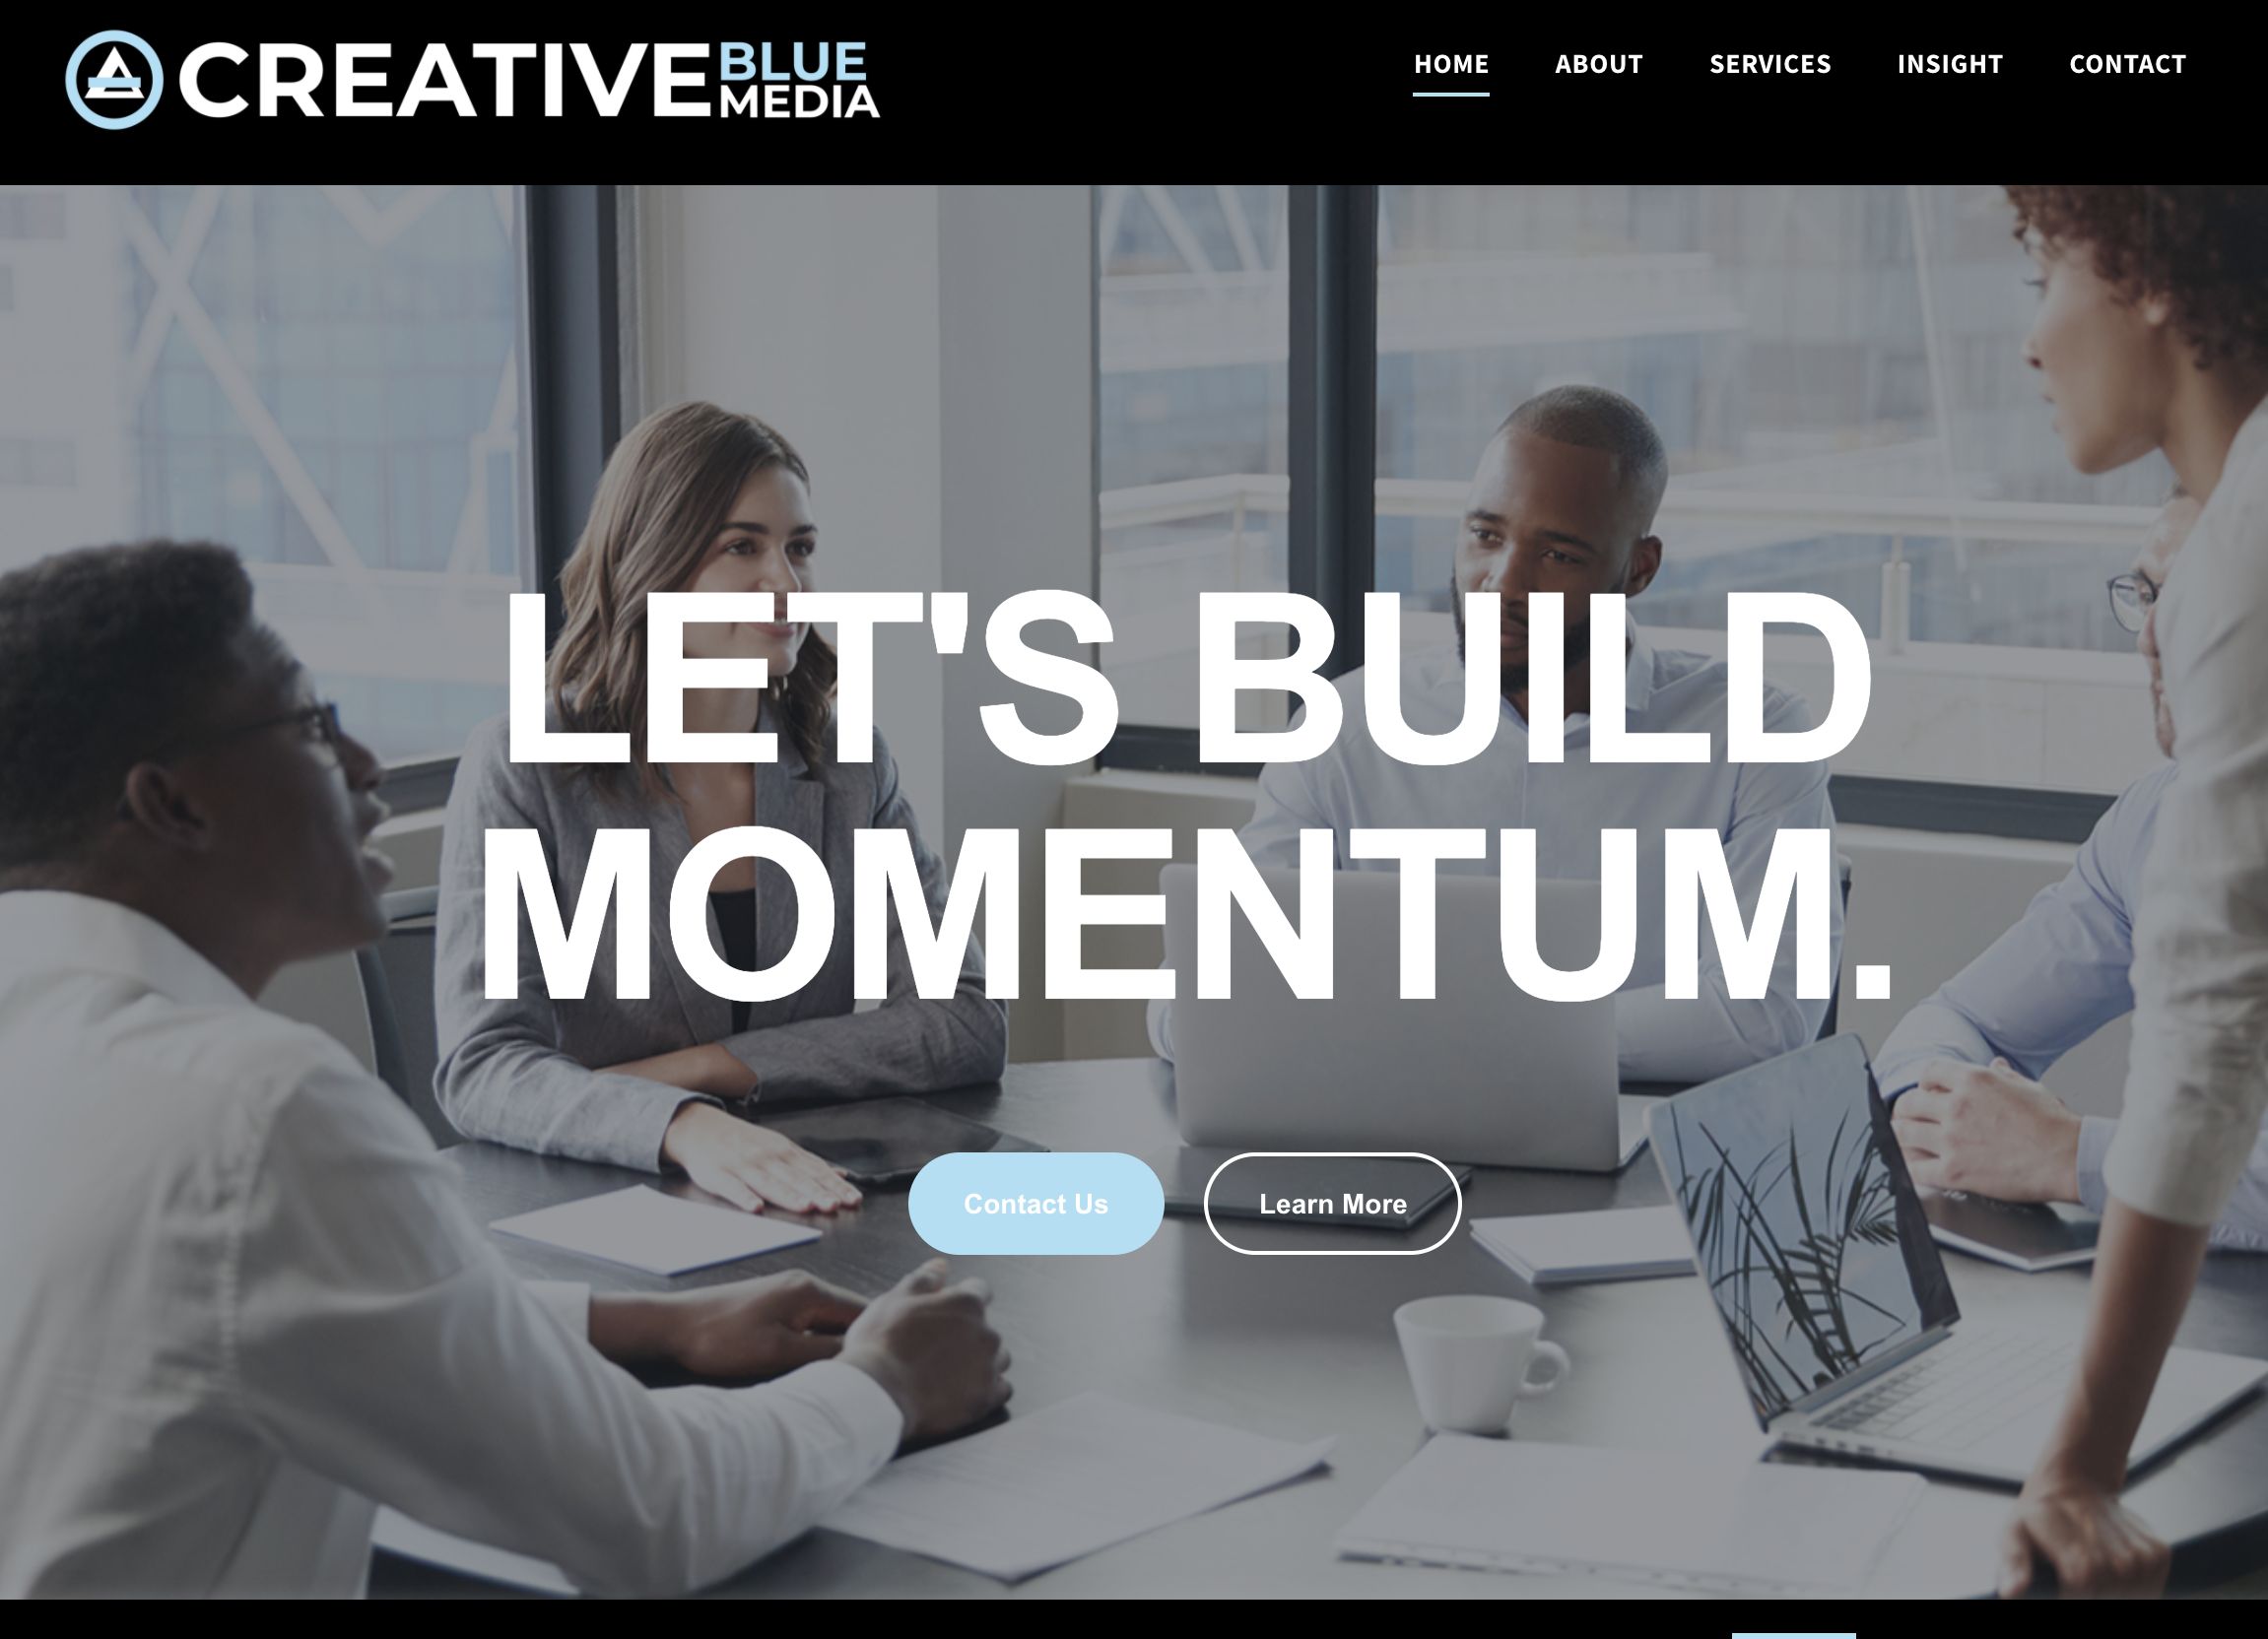 CREATIVE BLUE MEDIA
HOME ABOUT SERVICES INSIGHT CONTACT
LET'S BUILD
MOMENTUM.
Contact Us Learn More